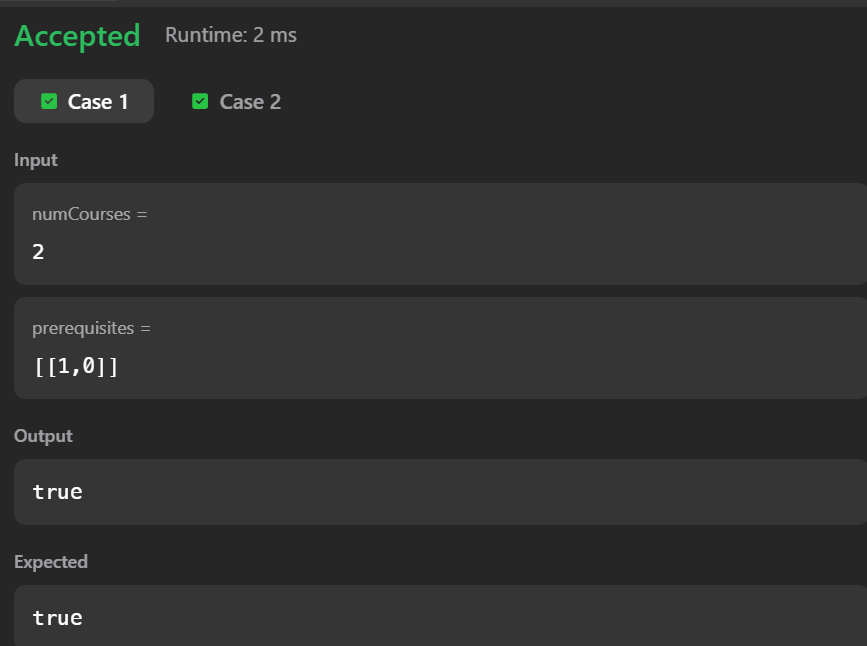 Accepted Runtime: 2 ms
Case 1 Case 2
Input
numCourses =
2
prerequisites =
[[1,0]]
Output
true
Expected
true